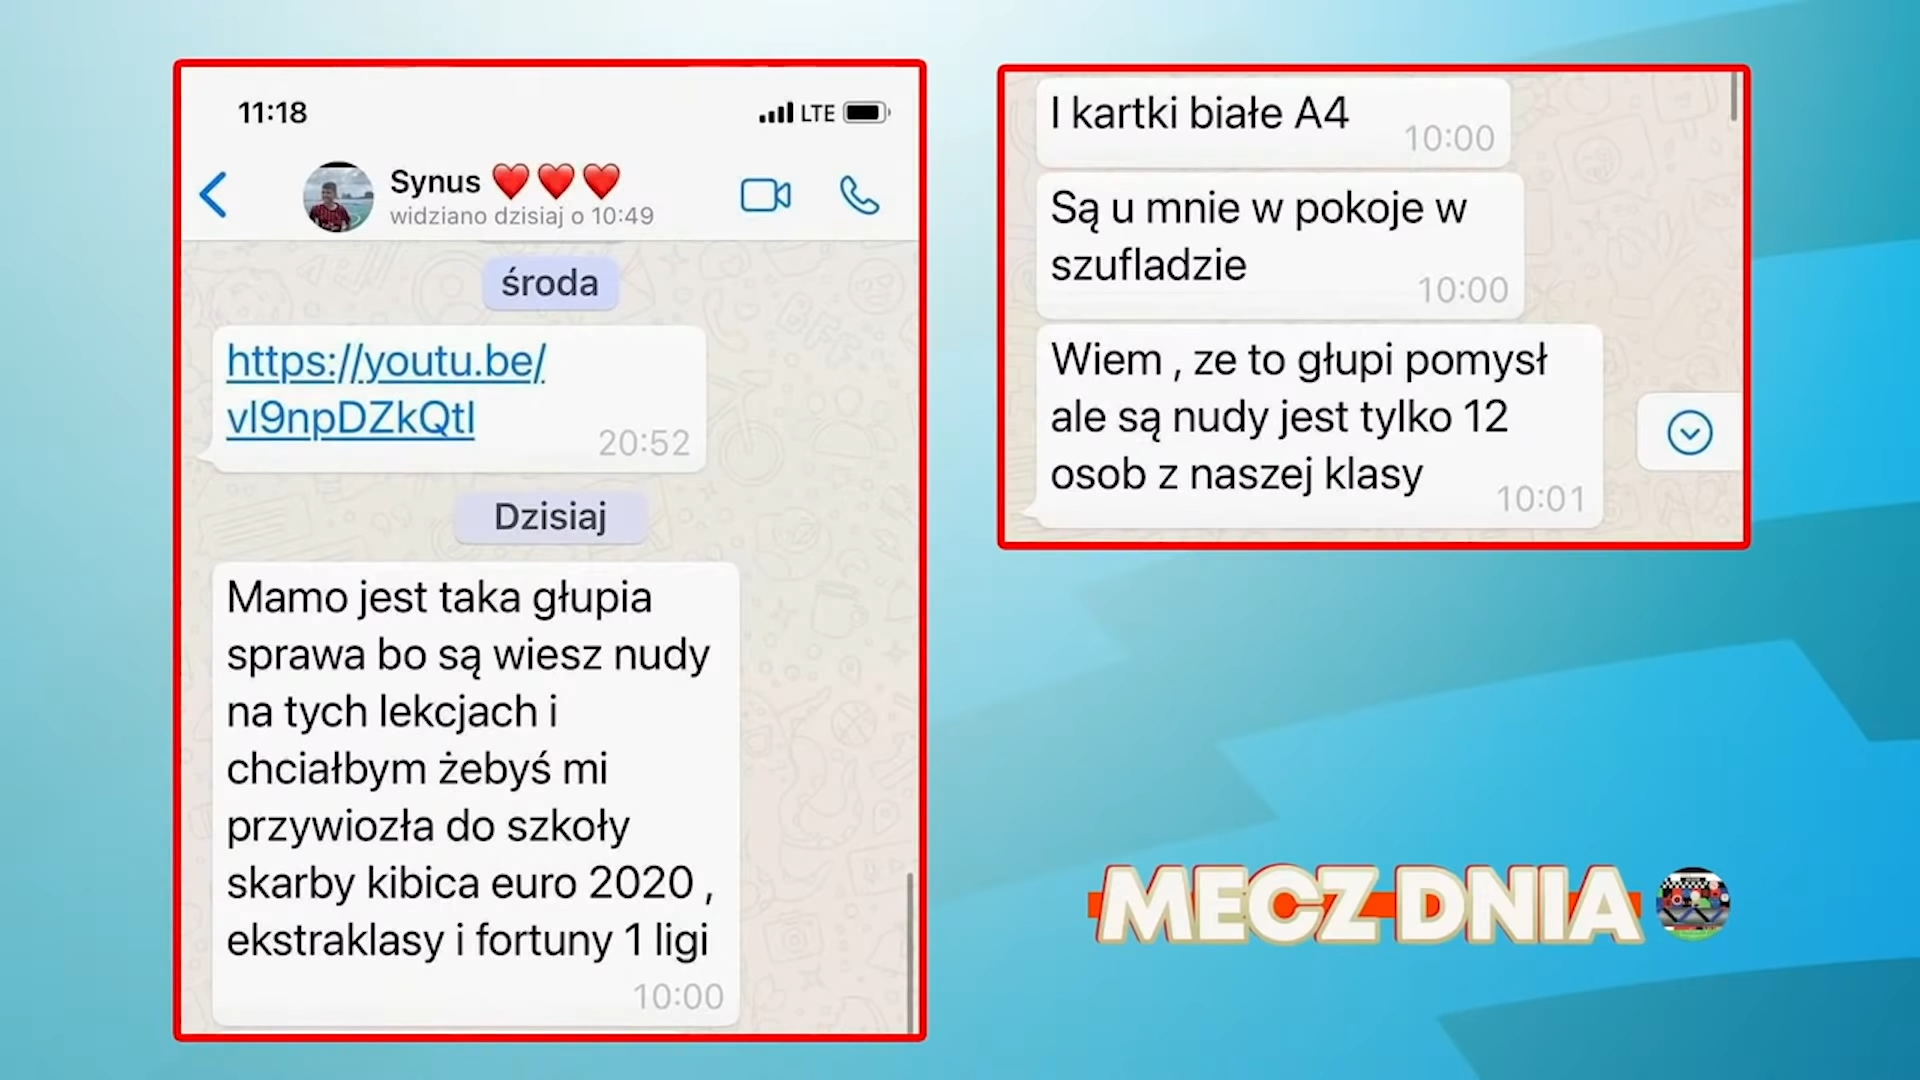 11:18
LTE
Synus ❤️❤️❤️
widziano dzisiaj o 10:49
środa
https://youtu.be/
vl9npDZkQtI
20:52
Dzisiaj
Mamo jest taka głupia
sprawa bo są wiesz nudy
na tych lekcjach i
chciałbym żebyś mi
przywiozła do szkoły
skarby kibica euro 2020 ,
ekstraklasy i fortuny 1 ligi
10:00
I kartki białe A4
10:00
Są u mnie w pokoje w
szufladzie
10:00
Wiem , ze to głupi pomysł
ale są nudy jest tylko 12
osob z naszej klasy
10:01
MECZ DNIA